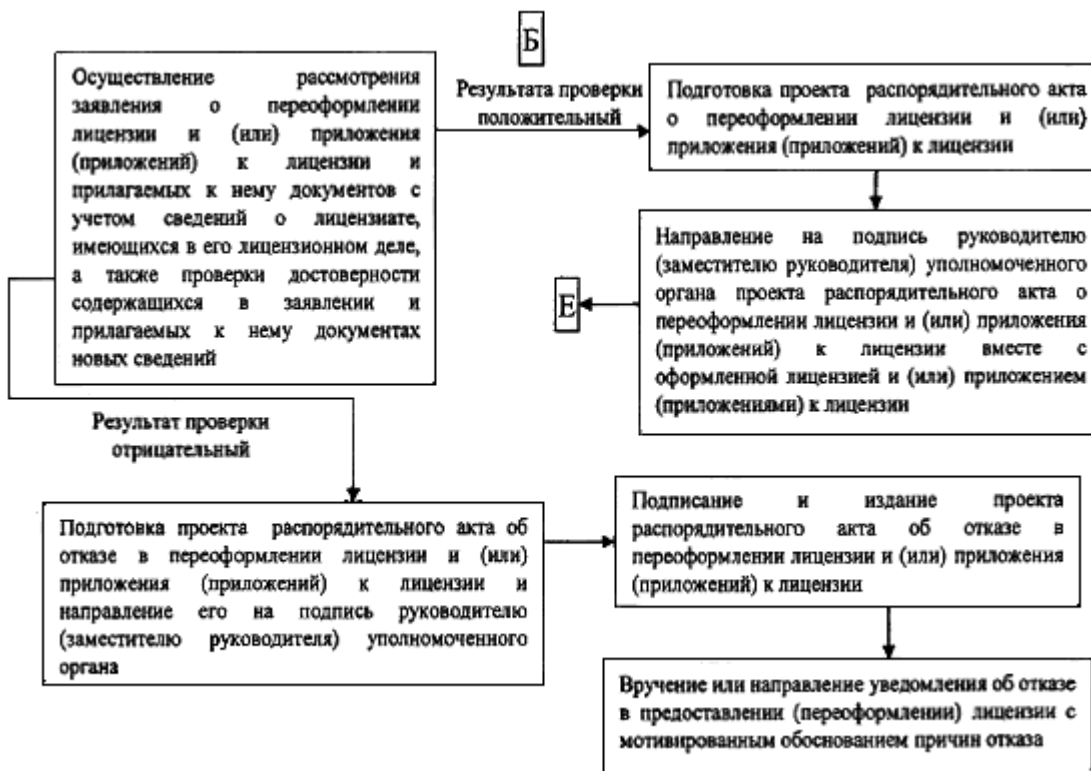 Б
Осуществление рассмотрения
заявления о переоформлении
лицензии и (или) приложения
(приложений) к лицензии и
прилагаемых к нему документов с
учетом сведений о лицензиате,
имеющихся в его лицензионном деле,
а также проверки достоверности
содержащихся в заявлении и
прилагаемых к нему документах
новых сведений
Результата проверки
положительный
Подготовка проекта распорядительного акта
о переоформлении лицензии и (или)
приложения (приложений) к лицензии
Направление на подпись руководителю
(заместителю руководителя) уполномоченного
органа проекта распорядительного акта о
переоформлении лицензии и (или) приложения
(приложений) к лицензии вместе с
оформленной лицензией и (или) приложением
(приложениями) к лицензии
Е
Результат проверки
отрицательный
Подготовка проекта распорядительного акта об
отказе в переоформлении лицензии и (или)
приложения (приложений) к лицензии и
направление его на подпись руководителю
(заместителю руководителя) уполномоченного
органа
Подписание и издание проекта
распорядительного акта об отказе в
переоформлении лицензии и (или) приложения
(приложений) к лицензии
Вручение или направление уведомления об отказе
в предоставлении (переоформлении) лицензии с
мотивированным обоснованием причин отказа